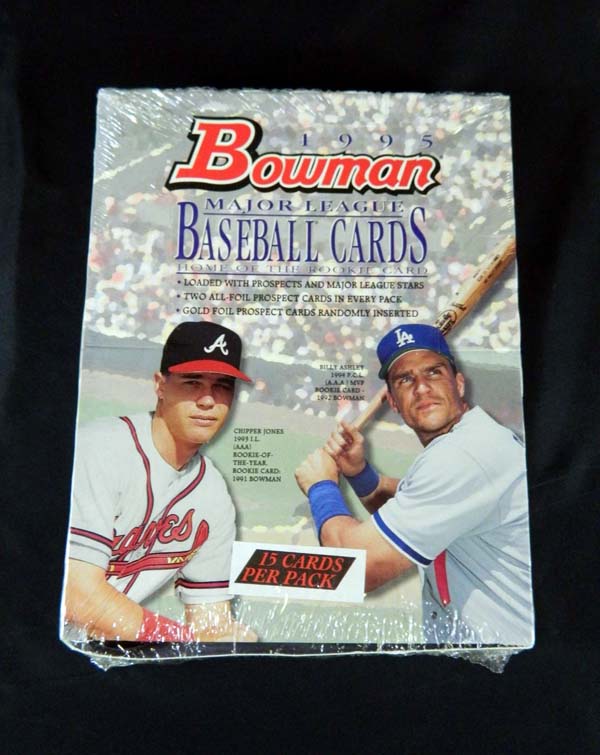 1995
Bowman
MAJOR LEAGUE
BASEBALL CARDS
HOME OF THE ROOKIE CARD
• LOADED WITH PROSPECTS AND MAJOR LEAGUE STARS
• TWO ALL-FOIL PROSPECT CARDS IN EVERY PACK
• GOLD FOIL PROSPECT CARDS RANDOMLY INSERTED
A
LA
BILLY ASHLEY
1994 P.C.L.
(AAA) MVP
ROOKIE CARD -
1992 BOWMAN
CHIPPER JONES
1993 I.L.
(AAA)
ROOKIE-OF-
THE-YEAR.
ROOKIE CARD:
1991 BOWMAN
15 CARDS
PER PACK